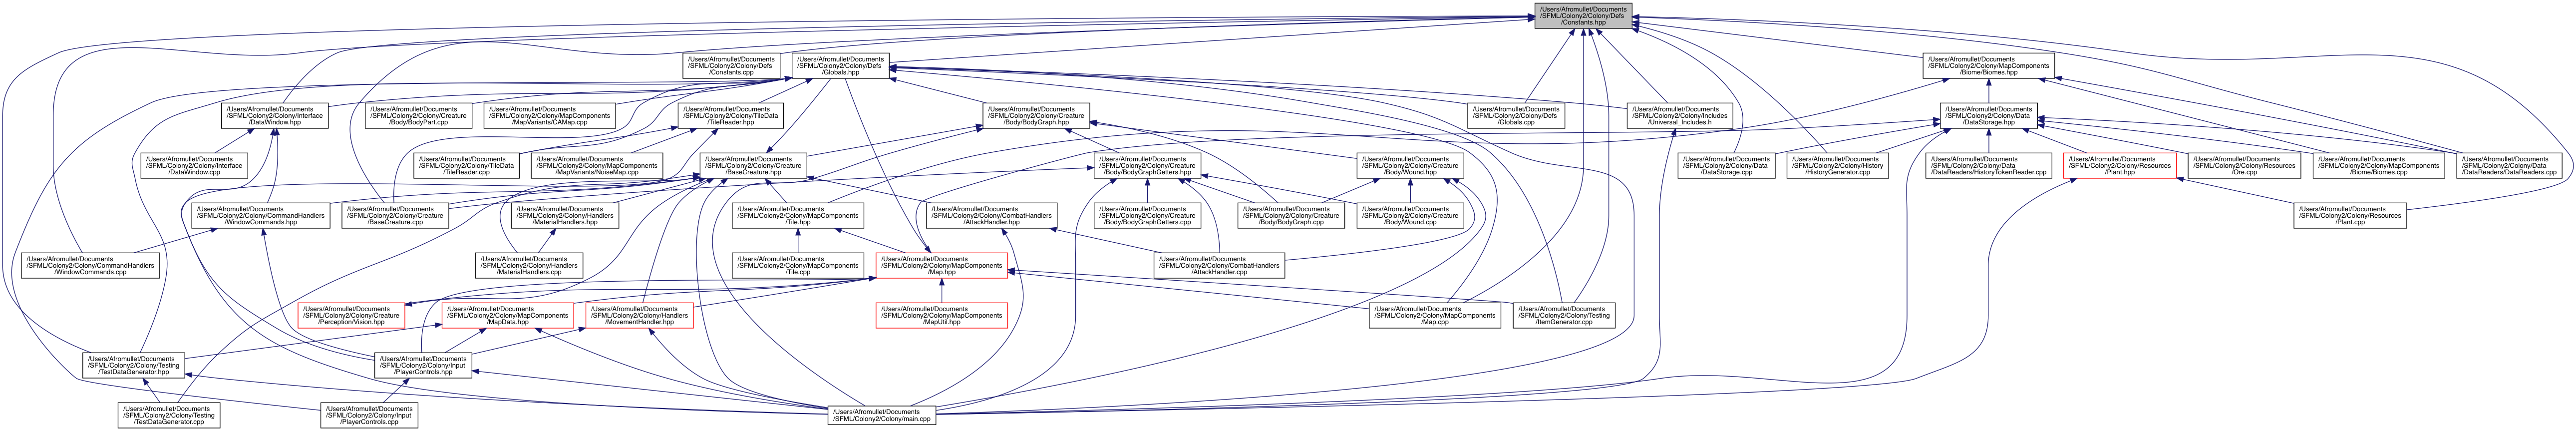 /Users/Afromullet/Documents
/SFML/Colony2/Colony/Defs
/Constants.hpp
/Users/Afromullet/Documents
/SFML/Colony2/Colony/Defs
/Constants.cpp
/Users/Afromullet/Documents
/SFML/Colony2/Colony/Defs
/Globals.hpp
/Users/Afromullet/Documents
/SFML/Colony2/Colony/MapComponents
/Biome/Biomes.hpp
/Users/Afromullet/Documents
/SFML/Colony2/Colony/Interface
/DataWindow.hpp
/Users/Afromullet/Documents
/SFML/Colony2/Colony/Creature
/Body/BodyPart.cpp
/Users/Afromullet/Documents
/SFML/Colony2/Colony/MapComponents
/MapVariants/CAMap.cpp
/Users/Afromullet/Documents
/SFML/Colony2/Colony/TileData
/TileReader.hpp
/Users/Afromullet/Documents
/SFML/Colony2/Colony/Creature
/Body/BodyGraph.hpp
/Users/Afromullet/Documents
/SFML/Colony2/Colony/Defs
/Globals.cpp
/Users/Afromullet/Documents
/SFML/Colony2/Colony/Includes
/Universal_Includes.h
/Users/Afromullet/Documents
/SFML/Colony2/Colony/Data
/DataStorage.hpp
/Users/Afromullet/Documents
/SFML/Colony2/Colony/Interface
/DataWindow.cpp
/Users/Afromullet/Documents
/SFML/Colony2/Colony/TileData
/TileReader.cpp
/Users/Afromullet/Documents
/SFML/Colony2/Colony/MapComponents
/MapVariants/NoiseMap.cpp
/Users/Afromullet/Documents
/SFML/Colony2/Colony/Creature
/BaseCreature.hpp
/Users/Afromullet/Documents
/SFML/Colony2/Colony/Creature
/Body/BodyGraphGetters.hpp
/Users/Afromullet/Documents
/SFML/Colony2/Colony/Creature
/Body/Wound.hpp
/Users/Afromullet/Documents
/SFML/Colony2/Colony/Data
/DataStorage.cpp
/Users/Afromullet/Documents
/SFML/Colony2/Colony/History
/HistoryGenerator.cpp
/Users/Afromullet/Documents
/SFML/Colony2/Colony/Data
/DataReaders/HistoryTokenReader.cpp
/Users/Afromullet/Documents
/SFML/Colony2/Colony/Resources
/Plant.hpp
/Users/Afromullet/Documents
/SFML/Colony2/Colony/Resources
/Ore.cpp
/Users/Afromullet/Documents
/SFML/Colony2/Colony/MapComponents
/Biome/Biomes.cpp
/Users/Afromullet/Documents
/SFML/Colony2/Colony/Data
/DataReaders/DataReaders.cpp
/Users/Afromullet/Documents
/SFML/Colony2/Colony/CommandHandlers
/WindowCommands.hpp
/Users/Afromullet/Documents
/SFML/Colony2/Colony/Creature
/BaseCreature.cpp
/Users/Afromullet/Documents
/SFML/Colony2/Colony/Handlers
/MaterialHandlers.hpp
/Users/Afromullet/Documents
/SFML/Colony2/Colony/MapComponents
/Tile.hpp
/Users/Afromullet/Documents
/SFML/Colony2/Colony/CombatHandlers
/AttackHandler.hpp
/Users/Afromullet/Documents
/SFML/Colony2/Colony/Creature
/Body/BodyGraphGetters.cpp
/Users/Afromullet/Documents
/SFML/Colony2/Colony/Creature
/Body/BodyGraph.cpp
/Users/Afromullet/Documents
/SFML/Colony2/Colony/Creature
/Body/Wound.cpp
/Users/Afromullet/Documents
/SFML/Colony2/Colony/Resources
/Plant.cpp
/Users/Afromullet/Documents
/SFML/Colony2/Colony/CommandHandlers
/WindowCommands.cpp
/Users/Afromullet/Documents
/SFML/Colony2/Colony/Handlers
/MaterialHandlers.cpp
/Users/Afromullet/Documents
/SFML/Colony2/Colony/MapComponents
/Tile.cpp
/Users/Afromullet/Documents
/SFML/Colony2/Colony/MapComponents
/Map.hpp
/Users/Afromullet/Documents
/SFML/Colony2/Colony/CombatHandlers
/AttackHandler.cpp
/Users/Afromullet/Documents
/SFML/Colony2/Colony/Creature
/Perception/Vision.hpp
/Users/Afromullet/Documents
/SFML/Colony2/Colony/MapComponents
/MapData.hpp
/Users/Afromullet/Documents
/SFML/Colony2/Colony/Handlers
/MovementHandler.hpp
/Users/Afromullet/Documents
/SFML/Colony2/Colony/MapComponents
/MapUtil.hpp
/Users/Afromullet/Documents
/SFML/Colony2/Colony/MapComponents
/Map.cpp
/Users/Afromullet/Documents
/SFML/Colony2/Colony/Testing
/ItemGenerator.cpp
/Users/Afromullet/Documents
/SFML/Colony2/Colony/Testing
/TestDataGenerator.hpp
/Users/Afromullet/Documents
/SFML/Colony2/Colony/Input
/PlayerControls.hpp
/Users/Afromullet/Documents
/SFML/Colony2/Colony/Testing
/TestDataGenerator.cpp
/Users/Afromullet/Documents
/SFML/Colony2/Colony/Input
/PlayerControls.cpp
/Users/Afromullet/Documents
/SFML/Colony2/Colony/main.cpp